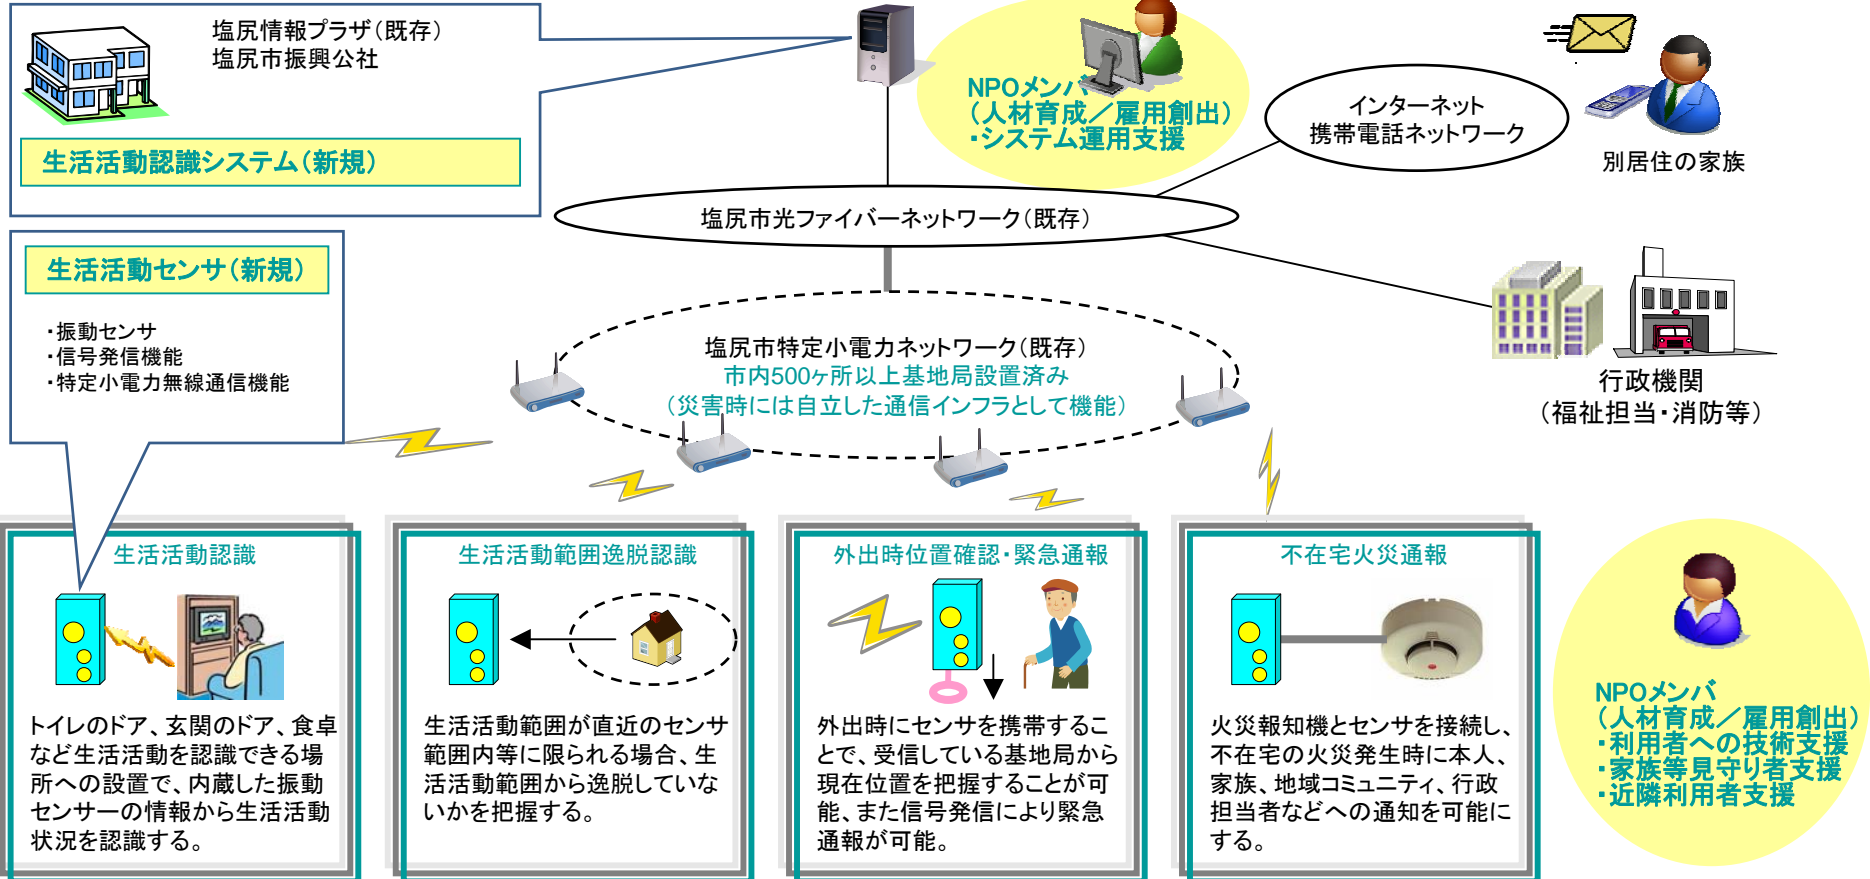 塩尻情報プラザ（既存）
塩尻市振興公社
生活活動認識システム（新規）
NPOメンバ
（人材育成／雇用創出）
・システム運用支援
インターネット
携帯電話ネットワーク
別居住の家族
塩尻市光ファイバーネットワーク（既存）
生活活動センサ（新規）
・振動センサ
・信号発信機能
・特定小電力無線通信機能
塩尻市特定小電力ネットワーク（既存）
市内500ヶ所以上基地局設置済み
（災害時には自立した通信インフラとして機能）
行政機関
（福祉担当・消防等）
生活活動認識
トイレのドア、玄関のドア、食卓
など生活活動を認識できる場
所への設置で、内蔵した振動
センサーの情報から生活活動
状況を認識する。
生活活動範囲逸脱認識
生活活動範囲が直近のセンサ
範囲内等に限られる場合、生
活活動範囲から逸脱していな
いかを把握する。
外出時位置確認・緊急通報
外出時にセンサを携帯するこ
とで、受信している基地局から
現在位置を把握することが可
能、また信号発信により緊急
通報が可能。
不在宅火災通報
火災報知機とセンサを接続し、
不在宅の火災発生時に本人、
家族、地域コミュニティ、行政
担当者などへの通知を可能に
する。
NPOメンバ
（人材育成／雇用創出）
・利用者への技術支援
・家族等見守り者支援
・近隣利用者支援